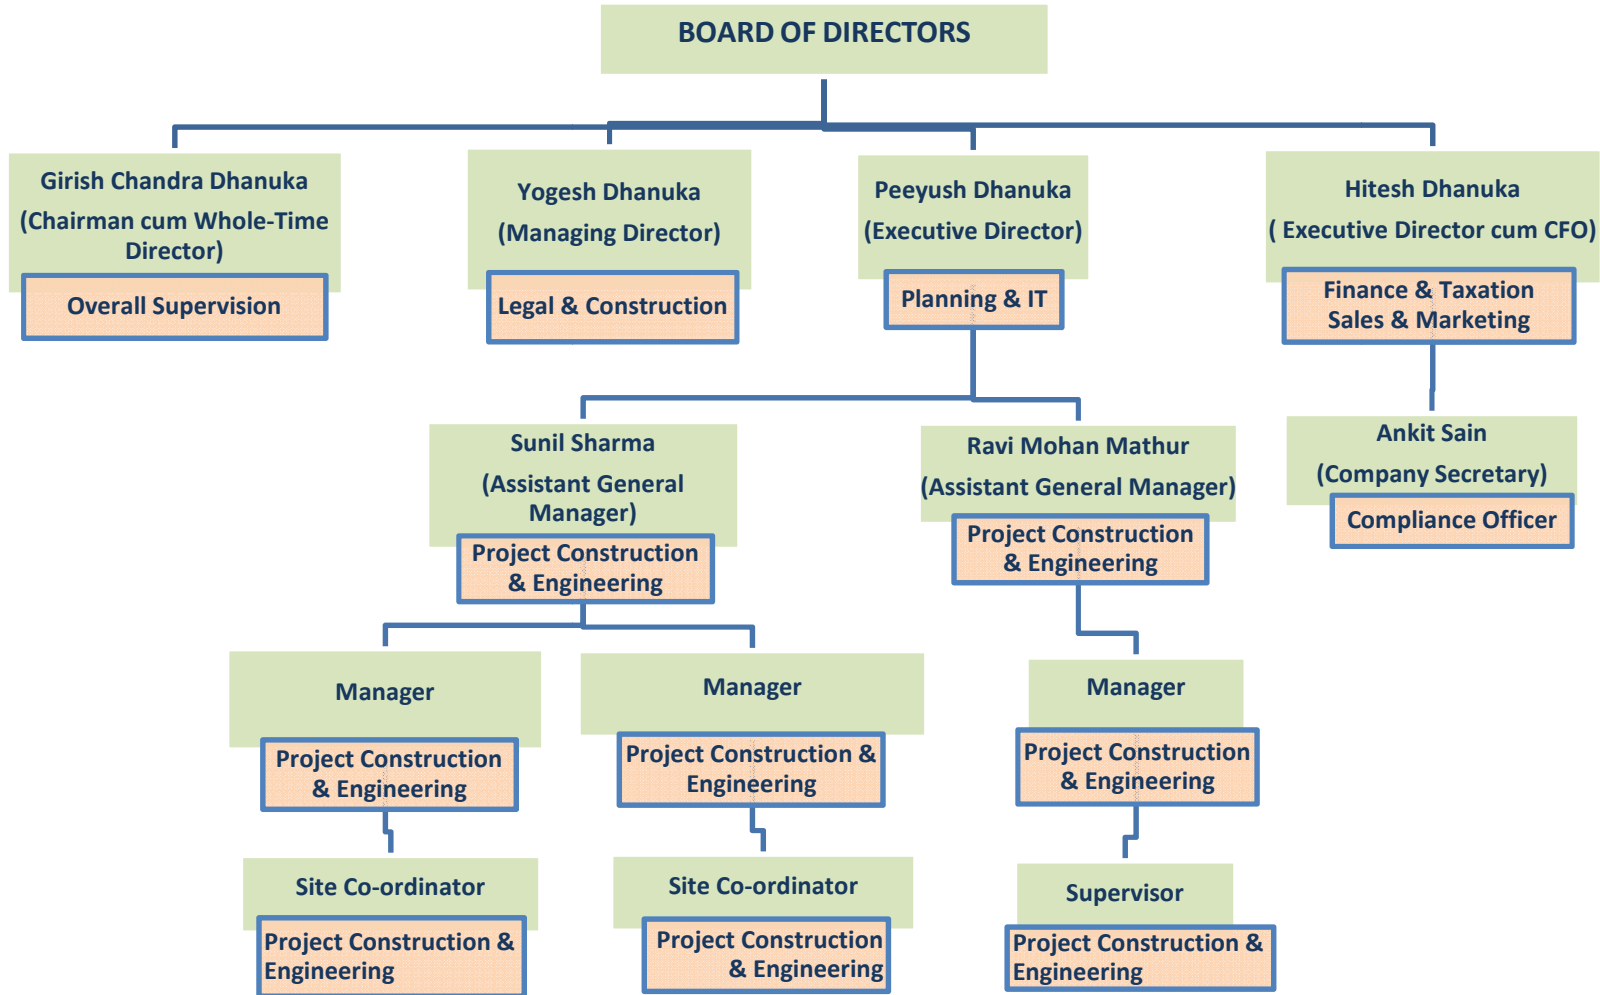 BOARD OF DIRECTORS
Girish Chandra Dhanuka
(Chairman cum Whole-Time
Director)
Overall Supervision
Yogesh Dhanuka
(Managing Director)
Legal & Construction
Peeyush Dhanuka
(Executive Director)
Planning & IT
Hitesh Dhanuka
( Executive Director cum CFO)
Finance & Taxation
Sales & Marketing
Sunil Sharma
(Assistant General
Manager)
Project Construction
& Engineering
Ravi Mohan Mathur
(Assistant General Manager)
Project Construction
& Engineering
Ankit Sain
(Company Secretary)
Compliance Officer
Manager
Project Construction
& Engineering
Manager
Project Construction &
Engineering
Manager
Project Construction
& Engineering
Site Co-ordinator
Project Construction &
Engineering
Site Co-ordinator
Project Construction
& Engineering
Supervisor
Project Construction &
Engineering